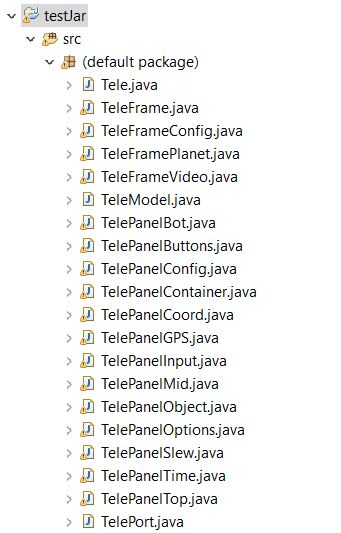 testJar
src
(default package)
Tele.java
TeleFrame.java
TeleFrameConfig.java
TeleFramePlanet.java
TeleFrameVideo.java
TeleModel.java
TelePanelBot.java
TelePanelButtons.java
TelePanelConfig.java
TelePanelContainer.java
TelePanelCoord.java
TelePanelGPS.java
TelePanelInput.java
TelePanelMid.java
TelePanelObject.java
TelePanelOptions.java
TelePanelSlew.java
TelePanelTime.java
TelePanelTop.java
TelePort.java